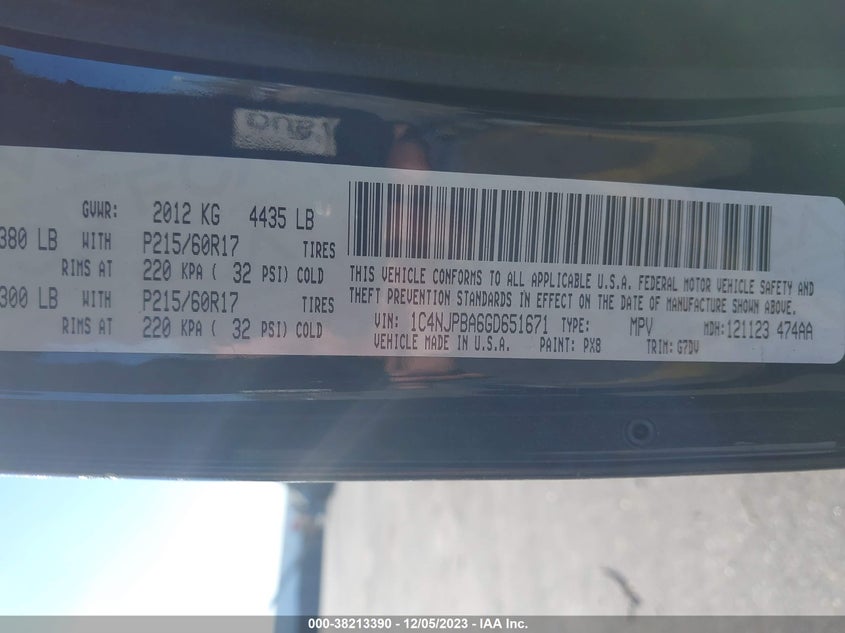 GVWR: 2012 KG 4435 LB
380 LB WITH P215/60R17 TIRES
RIMS AT 220 KPA ( 32 PSI) COLD
300 LB WITH P215/60R17 TIRES
RIMS AT 220 KPA ( 32 PSI) COLD
THIS VEHICLE CONFORMS TO ALL APPLICABLE U.S.A. FEDERAL MOTOR VEHICLE SAFETY AND
THEFT PREVENTION STANDARDS IN EFFECT ON THE DATE OF MANUFACTURE SHOWN ABOVE.
VIN: 1C4NJPBA6GD651671 TYPE: MPV MDH:121123 474AA
VEHICLE MADE IN U.S.A. PAINT: PX8 TRIM: G7DV
000-38213390 - 12/05/2023 - IAA Inc.